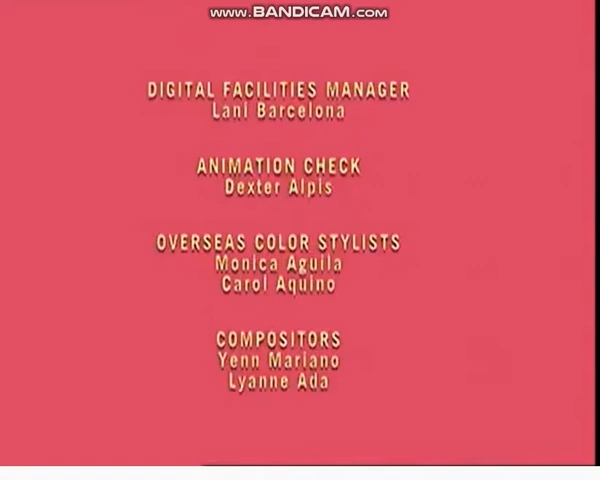 www.BANDICAM.com
DIGITAL FACILITIES MANAGER
Lani Barcelona
ANIMATION CHECK
Dexter Alpis
OVERSEAS COLOR STYLISTS
Monica Aguila
Carol Aquino
COMPOSITORS
Yenn Mariano
Lyanne Ada